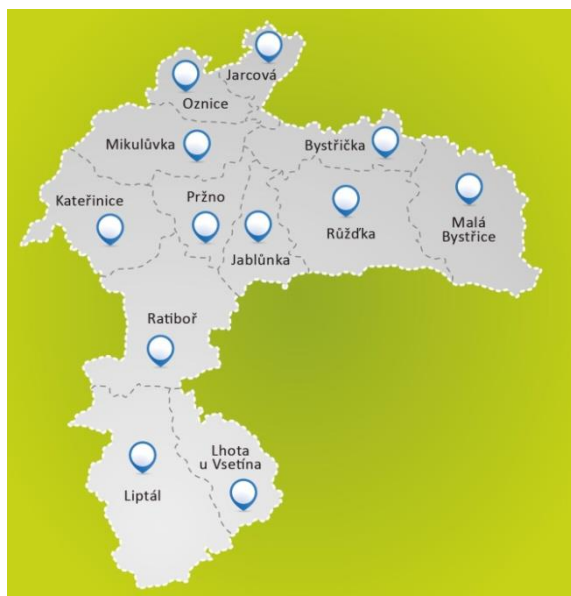 Jarcová
Oznice
Mikulůvka
Bystřička
Kateřinice
Pržno
Malá
Bystřice
Růžďka
Jablůnka
Ratiboř
Lhota
u Vsetína
Liptál